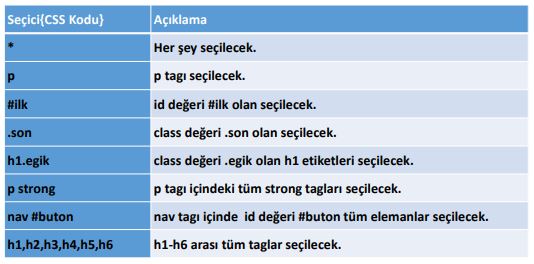 Seçici{CSS Kodu} Açıklama
* Her şey seçilecek.
p p tagı seçilecek.
#ilk id değeri #ilk olan seçilecek.
.son class değeri .son olan seçilecek.
h1.egik class değeri .egik olan h1 etiketleri seçilecek.
p strong p tagı içindeki tüm strong tagları seçilecek.
nav #buton nav tagı içinde id değeri #buton tüm elemanlar seçilecek.
h1,h2,h3,h4,h5,h6 h1-h6 arası tüm taglar seçilecek.